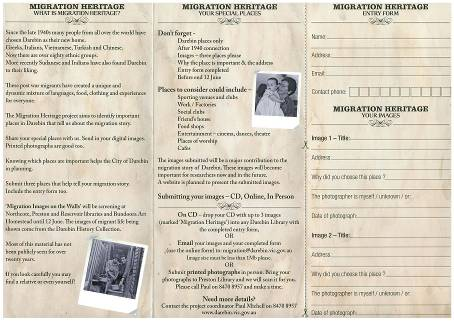 MIGRATION HERITAGE
WHAT IS MIGRATION HERITAGE?
Since the late 1940s many people from all over the world have
chosen Darebin as their new home.
Greeks, Italians, Vietnamese, Turkish and Chinese.
Now there are over eighty ethnic groups.
More recently Sudanese and Indians have also found Darebin
to their liking.
These post war migrants have created a unique and
dynamic mixture of languages, food, clothing and experiences
for everyone.
The Migration Heritage project aims to identify important
places in Darebin that tell us about the migration story.
Share your special places with us. Send in your digital images.
Printed photographs are good too.
Knowing which places are important helps the City of Darebin
in planning.
Submit three places that help tell your migration story.
Include the entry form too.
'Migration Images on the Walls' will be screening at
Northcote, Preston and Reservoir libraries and Bundoora Art
Homestead until 12 June. The images of migrant life being
shown come from the Darebin History Collection.
Most of this material has not
been publicly seen for over
twenty years.
If you look carefully you may
find a relative or even yourself!
MIGRATION HERITAGE
YOUR SPECIAL PLACES
Don't forget -
Darebin places only
After 1940 connection
Images – three places please
Why the place is important & the address
Entry form completed
Before end 12 June
Places to consider could include –
Sporting venues and clubs
Work / Factories
Social clubs
Friend's house
Food shops
Entertainment – cinema, dances, theatre
Places of worship
Cafes
The images submitted will be a major contribution to the
migration story of Darebin. These images will become
important for researchers now and in the future.
A website is planned to present the submitted images.
Submitting your images – CD, Online, In Person
On CD – drop your CD with up to 3 images
(marked 'Migration Heritage') into any Darebin Library with
the completed entry form,
OR
Email your images and your completed form
(use the online form) to: migration@darebin.vic.gov.au
Image size must be less than 15Mb please.
OR
Submit printed photographs in person. Bring your
photographs to Preston Library and we will scan it for you.
Please call Paul on 8470 8957 and make a time.
Need more details?
Contact the project coordinator Paul Michell on 8470 8957
www.darebin.vic.gov.au
MIGRATION HERITAGE
ENTRY FORM
Name:
Address:
Email:
Contact phone:
MIGRATION HERITAGE
YOUR IMAGES
Image 1 – Title:
Address
Why did you choose this place?
The photographer is myself / unknown / or:
Date of photograph:
Image 2 – Title:
Address
Why did you choose this place?
The photographer is myself / unknown / or:
Date of photograph: